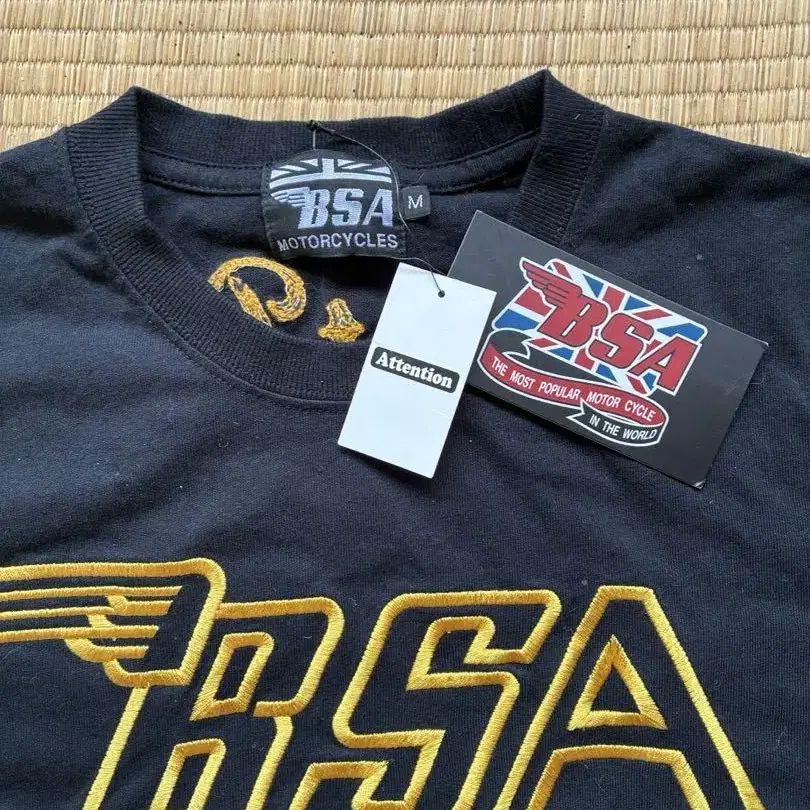 BSA
MOTORCYCLES
M
Attention
BSA
THE MOST POPULAR MOTOR CYCLE
IN THE WORLD
BSA